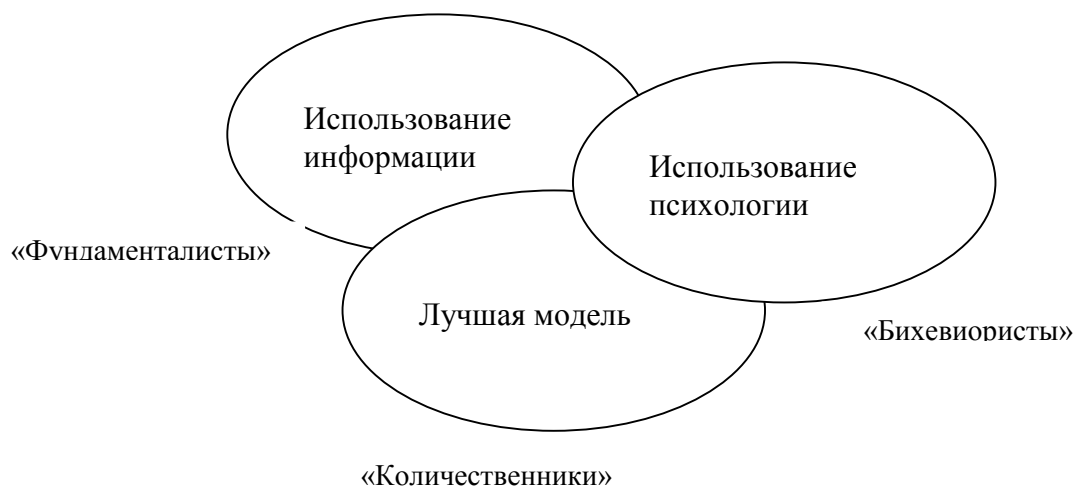 Использование
информации
Использование
психологии
«Фундаменталисты»
Лучшая модель
«Бихевиористы»
«Количественники»